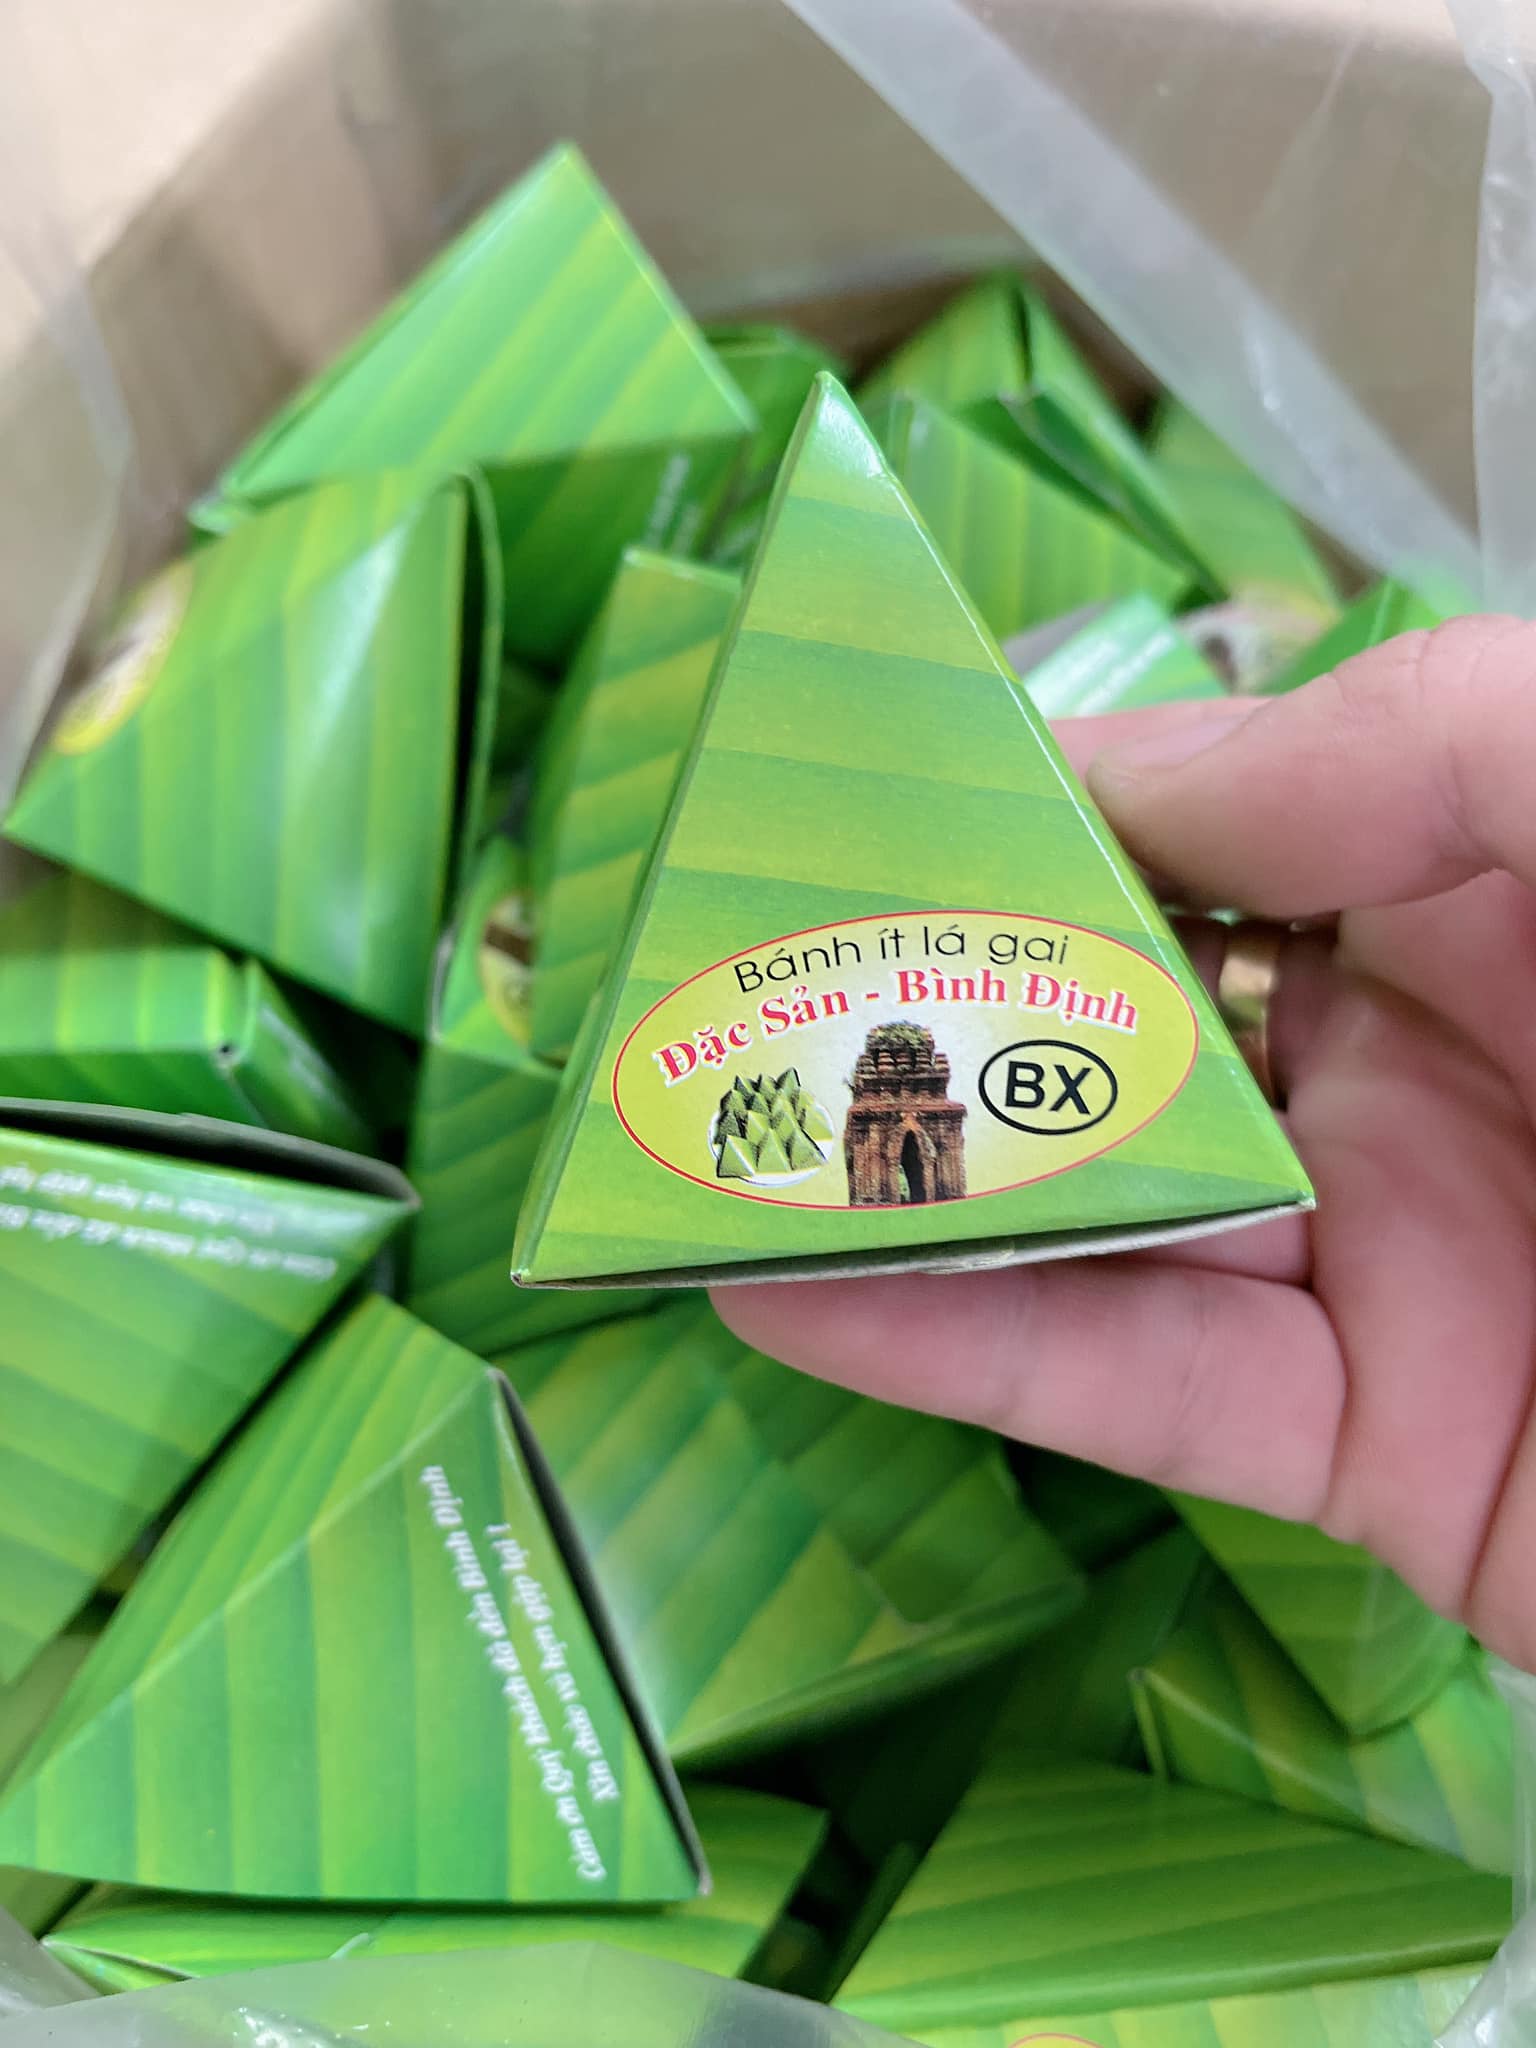 Bánh ít lá gai
Đặc Sản - Bình Định
BX
Cảm ơn Quý khách đã đến Bình Định
Xin chào và hẹn gặp lại !